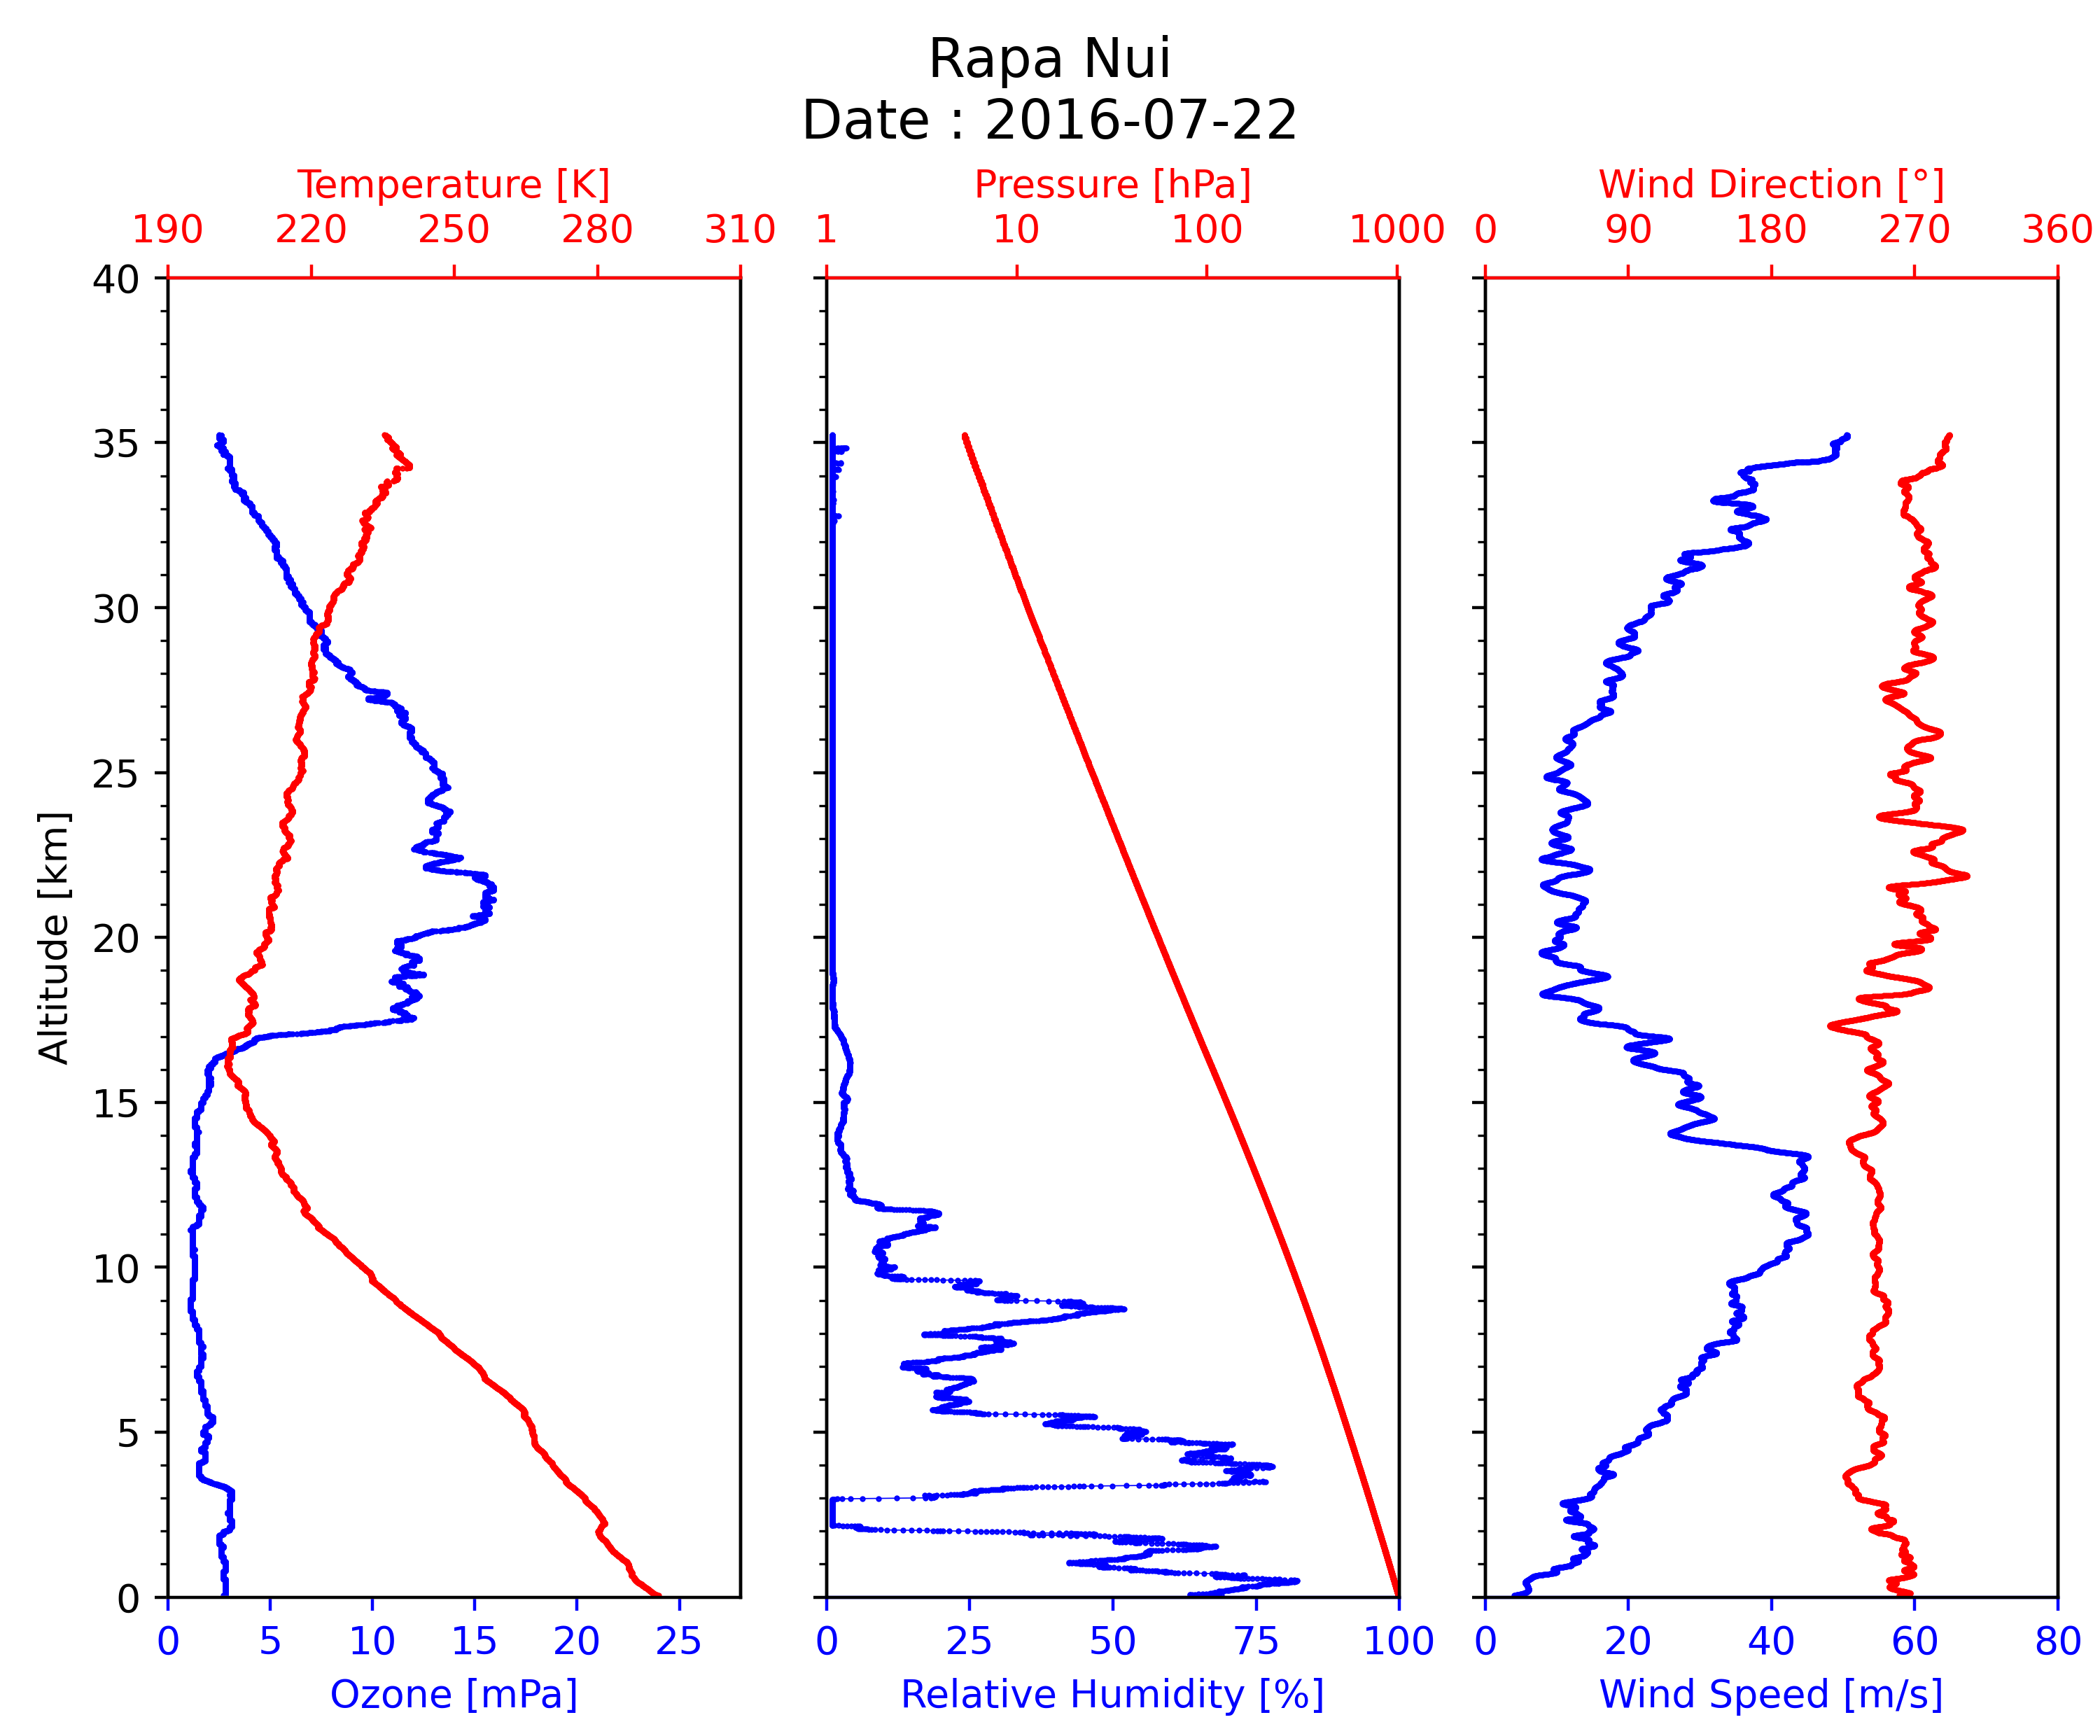 Rapa Nui
Date : 2016-07-22
Temperature [K]
Pressure [hPa]
Wind Direction [°]
190 220 250 280 310
1 10 100 1000
0 90 180 270 360
40
35
30
25
20
15
10
5
0
Altitude [km]
0 5 10 15 20 25
0 25 50 75 100
0 20 40 60 80
Ozone [mPa]
Relative Humidity [%]
Wind Speed [m/s]